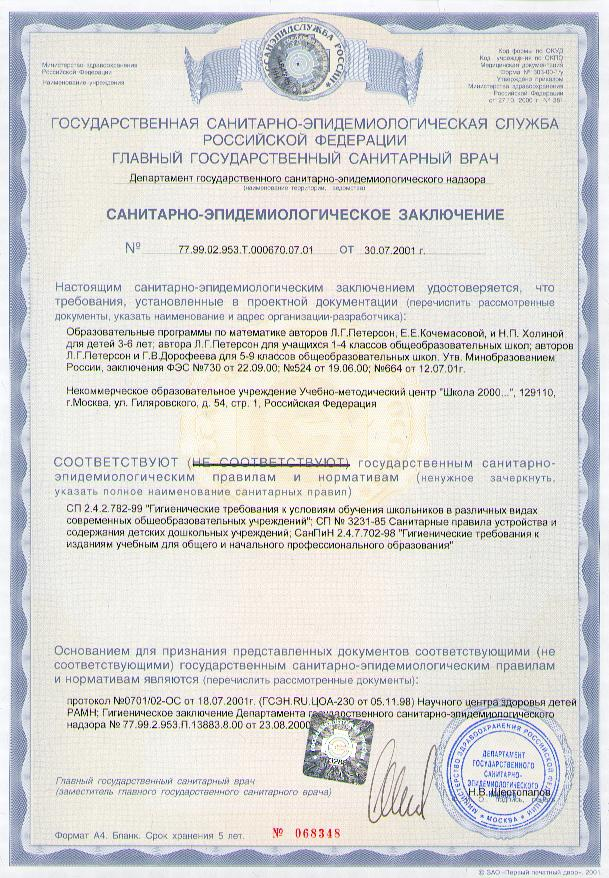 САНЭПИДСЛУЖБА РОССИИ
Министерство здравоохранения
Российской Федерации
Наименование учреждения
Код формы по ОКУД
Код учреждения по ОКПО
Медицинская документация
Форма № 303-00-7/у
Утверждено приказом
Министерства здравоохранения
Российской Федерации
от 27.10.2000 г. № 381
ГОСУДАРСТВЕННАЯ САНИТАРНО-ЭПИДЕМИОЛОГИЧЕСКАЯ СЛУЖБА
РОССИЙСКОЙ ФЕДЕРАЦИИ
ГЛАВНЫЙ ГОСУДАРСТВЕННЫЙ САНИТАРНЫЙ ВРАЧ
Департамент государственного санитарно-эпидемиологического надзора
(наименование территории, ведомства)
САНИТАРНО-ЭПИДЕМИОЛОГИЧЕСКОЕ ЗАКЛЮЧЕНИЕ
№ 77.99.02.953.Т.000670.07.01 ОТ 30.07.2001 г.
Настоящим санитарно-эпидемиологическим заключением удостоверяется, что
требования, установленные в проектной документации (перечислить рассмотренные
документы, указать наименование и адрес организации-разработчика):
Образовательные программы по математике авторов Л.Г.Петерсон, Е.Е.Кочемасовой, и Н.П. Холиной
для детей 3-6 лет; автора Л.Г.Петерсон для учащихся 1-4 классов общеобразовательных школ; авторов
Л.Г.Петерсон и Г.В.Дорофеева для 5-9 классов общеобразовательных школ. Утв. Минобразованием
России, заключения ФЭС №730 от 22.09.00; №524 от 19.06.00; №664 от 12.07.01г.
Некоммерческое образовательное учреждение Учебно-методический центр "Школа 2000...", 129110,
г.Москва, ул. Гиляровского, д. 54, стр. 1, Российская Федерация
СООТВЕТСТВУЮТ (НЕ СООТВЕТСТВУЮТ) государственным санитарно-
эпидемиологическим правилам и нормативам (ненужное зачеркнуть,
указать полное наименование санитарных правил)
СП 2.4.2.782-99 "Гигиенические требования к условиям обучения школьников в различных видах
современных общеобразовательных учреждений"; СП № 3231-85 Санитарные правила устройства и
содержания детских дошкольных учреждений; СанПиН 2.4.7.702-98 "Гигиенические требования к
изданиям учебным для общего и начального профессионального образования"
Основанием для признания представленных документов соответствующими (не
соответствующими) государственным санитарно-эпидемиологическим правилам
и нормативам являются (перечислить рассмотренные документы):
протокол №0701/02-ОС от 18.07.2001г. (ГСЭН.RU.ЦОА-230 от 05.11.98) Научного центра здоровья детей
РАМН; Гигиеническое заключение Департамента государственного санитарно-эпидемиологического
надзора № 77.99.2.953.П.13883.8.00 от 23.08.2000
Главный государственный санитарный врач
(заместитель главного государственного санитарного врача)
ДЕПАРТАМЕНТ
ГОСУДАРСТВЕННОГО
САНИТАРНО-
ЭПИДЕМИОЛОГИЧЕСКОГО
МИНИСТЕРСТВО ЗДРАВООХРАНЕНИЯ РОССИЙСКОЙ ФЕДЕРАЦИИ
МОСКВА
Н.В.Шестопалов
подпись
Формат А4. Бланк. Срок хранения 5 лет.
№ 068348
© ЗАО «Первый печатный двор», 2001